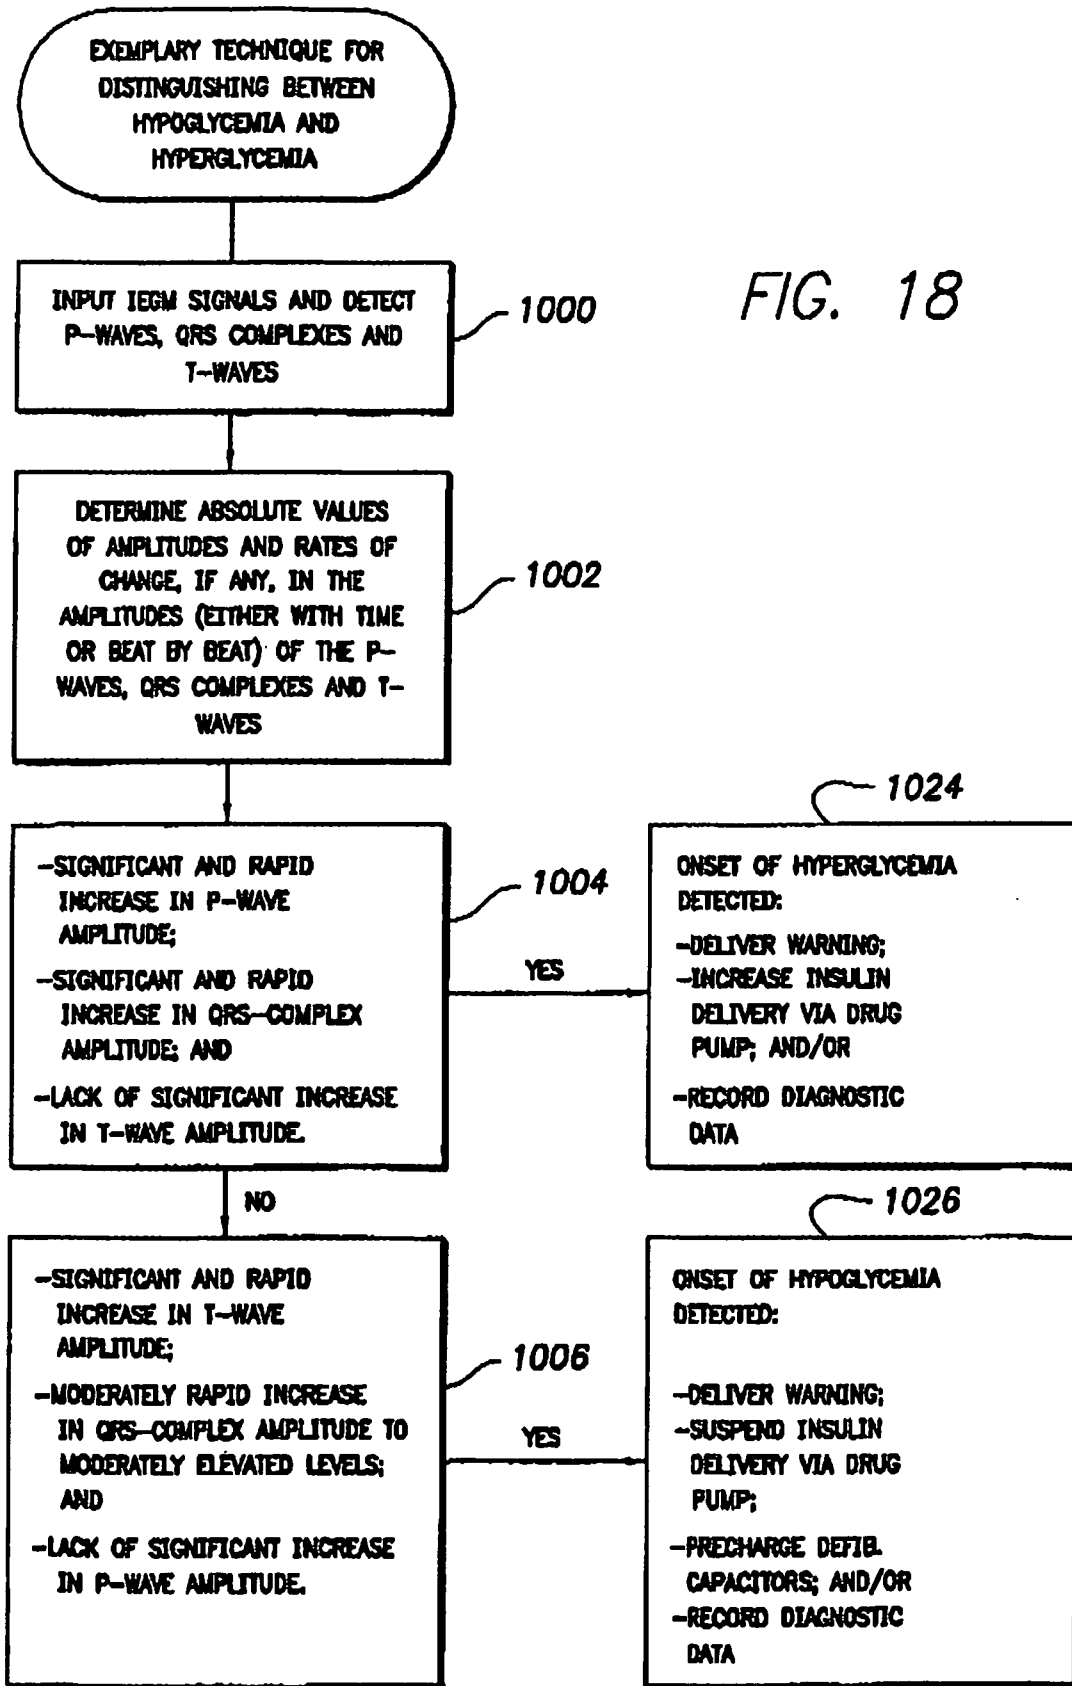 EXEMPLARY TECHNIQUE FOR
DISTINGUISHING BETWEEN
HYPOGLYCEMIA AND
HYPERGLYCEMIA
FIG. 18
INPUT IEGM SIGNALS AND DETECT
P-WAVES, QRS COMPLEXES AND
T-WAVES
1000
DETERMINE ABSOLUTE VALUES
OF AMPLITUDES AND RATES OF
CHANGE, IF ANY, IN THE
AMPLITUDES (EITHER WITH TIME
OR BEAT BY BEAT) OF THE P-
WAVES, QRS COMPLEXES AND T-
WAVES
1002
-SIGNIFICANT AND RAPID
INCREASE IN P-WAVE
AMPLITUDE;
-SIGNIFICANT AND RAPID
INCREASE IN QRS-COMPLEX
AMPLITUDE; AND
-LACK OF SIGNIFICANT INCREASE
IN T-WAVE AMPLITUDE.
1004
YES
1024
ONSET OF HYPERGLYCEMIA
DETECTED:
-DELIVER WARNING;
-INCREASE INSULIN
DELIVERY VIA DRUG
PUMP; AND/OR
-RECORD DIAGNOSTIC
DATA
NO
-SIGNIFICANT AND RAPID
INCREASE IN T-WAVE
AMPLITUDE;
-MODERATELY RAPID INCREASE
IN QRS-COMPLEX AMPLITUDE TO
MODERATELY ELEVATED LEVELS;
AND
-LACK OF SIGNIFICANT INCREASE
IN P-WAVE AMPLITUDE.
1006
YES
1026
ONSET OF HYPOGLYCEMIA
DETECTED:
-DELIVER WARNING;
-SUSPEND INSULIN
DELIVERY VIA DRUG
PUMP;
-PRECHARGE DEFIB.
CAPACITORS; AND/OR
-RECORD DIAGNOSTIC
DATA